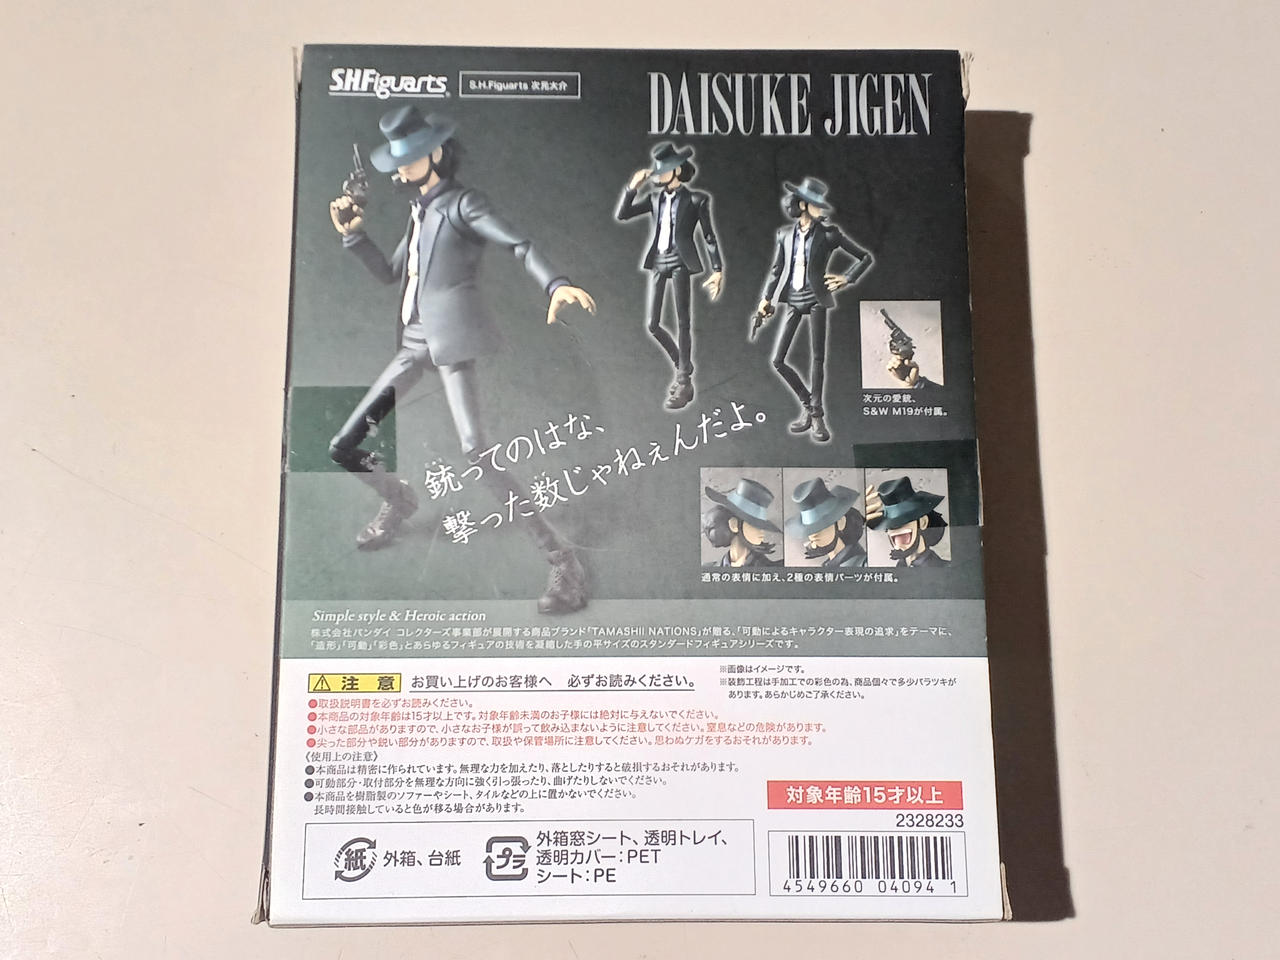 S.H.Figuarts
S.H.Figuarts 次元大介
DAISUKE JIGEN
次元の愛銃、
S&W M19が付属。
銃ってのはな、
撃った数じゃねぇんだよ。
通常の表情に加え、2種の表情パーツが付属。
Simple style & Heroic action
株式会社バンダイ コレクターズ事業部が展開する商品ブランド「TAMASHII NATIONS」が贈る、「可動によるキャラクター表現の追求」をテーマに、
「造形」「可動」「彩色」とあらゆるフィギュアの技術を凝縮した手の平サイズのスタンダードフィギュアシリーズです。
注意 お買い上げのお客様へ 必ずお読みください。
※画像はイメージです。
※装飾工程は手加工での彩色の為、商品個々で多少バラツキが
あります。あらかじめご了承ください。
●取扱説明書を必ずお読みください。
●本商品の対象年齢は15才以上です。対象年齢未満のお子様には絶対に与えないでください。
●小さな部品がありますので、小さなお子様が誤って飲み込まないように注意してください。窒息などの危険があります。
●尖った部分や鋭い部分がありますので、取扱や保管場所に注意してください。思わぬケガをするおそれがあります。
《使用上の注意》
●本商品は精密に作られています。無理な力を加えたり、落としたりすると破損するおそれがあります。
●可動部分・取付部分を無理な方向に強く引っ張ったり、曲げたりしないでください。
●本商品を樹脂製のソファーやシート、タイルなどの上に置かないでください。
長時間接触していると色が移る場合があります。
対象年齢15才以上
2328233
紙 外箱、台紙
プラ 外箱窓シート、透明トレイ、
透明カバー：PET
シート：PE
4549660 04094 1